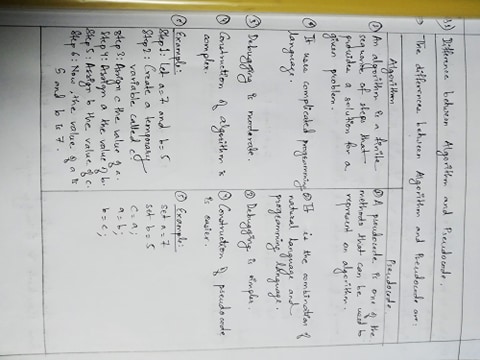 Difference between Algorithm and Pseudocode.
The differences between Algorithm and Pseudocode are:
Algorithm
① An algorithm is a finite
sequence of steps that
provides a solution for a
given problem.
② It uses complicated programming
language.
③ Debugging is moderate.
④ Construction of algorithm is
complex.
⑤ Example:
Step 1: Let a=7 and b=5
Step 2: Create a temporary
variable called c.
Step 3: Assign c the value of a.
Step 4: Assign a the value of b.
Step 5: Assign b the value of c.
Step 6: Now, the value of a is
5 and b is 7.
Pseudocode
① A pseudocode is one of the
methods that can be used to
represent an algorithm.
② It is the combination of
natural language and
programming language.
③ Debugging is simpler.
④ Construction of pseudocode
is easier.
⑤ Example:
set a=7
set b=5
c=a;
a=b;
b=c;